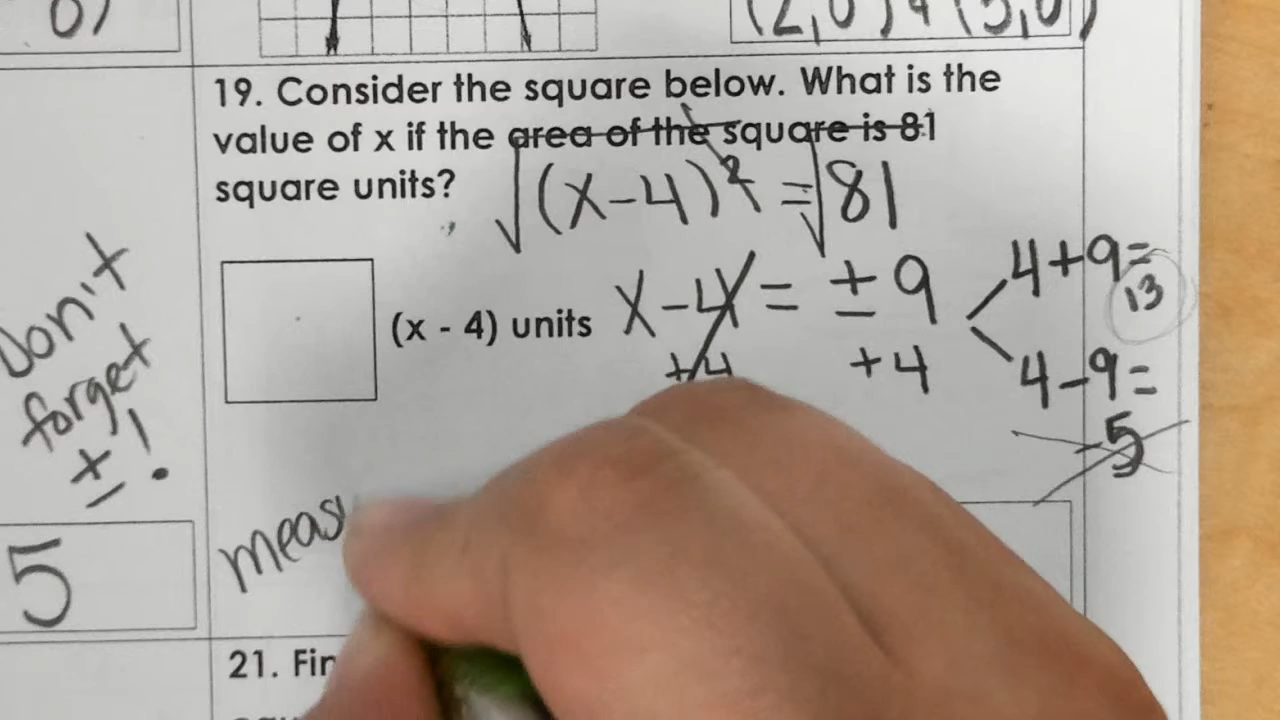 (2,0) & (5,0)
19. Consider the square below. What is the
value of x if the area of the square is 81
square units?
√(x-4)² = √81
(x - 4) units
x-4 = ± 9
+4 +4
4+9=
13
4-9=
-5
Don't
forget
±!
5
meas
21. Fin